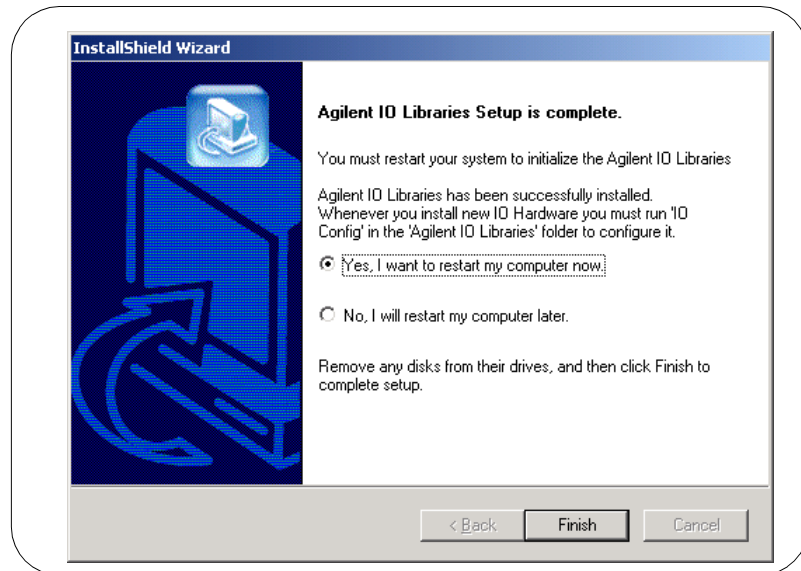 InstallShield Wizard
Agilent IO Libraries Setup is complete.
You must restart your system to initialize the Agilent IO Libraries
Agilent IO Libraries has been successfully installed.
Whenever you install new IO Hardware you must run 'IO
Config' in the 'Agilent IO Libraries' folder to configure it.
Yes, I want to restart my computer now.
No, I will restart my computer later.
Remove any disks from their drives, and then click Finish to
complete setup.
< Back Finish Cancel